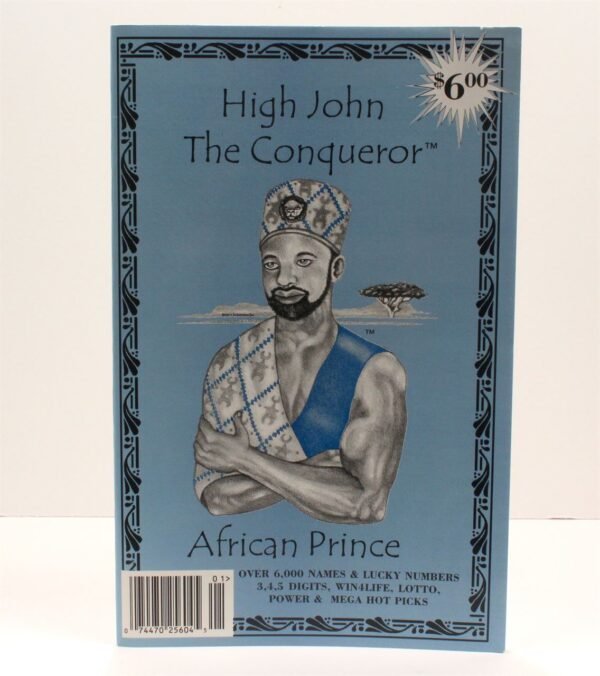 $6.00
High John
The Conqueror™
™
African Prince
01>
OVER 6,000 NAMES & LUCKY NUMBERS
3,4,5 DIGITS, WIN4LIFE, LOTTO,
POWER & MEGA HOT PICKS
0 74470 25604 5